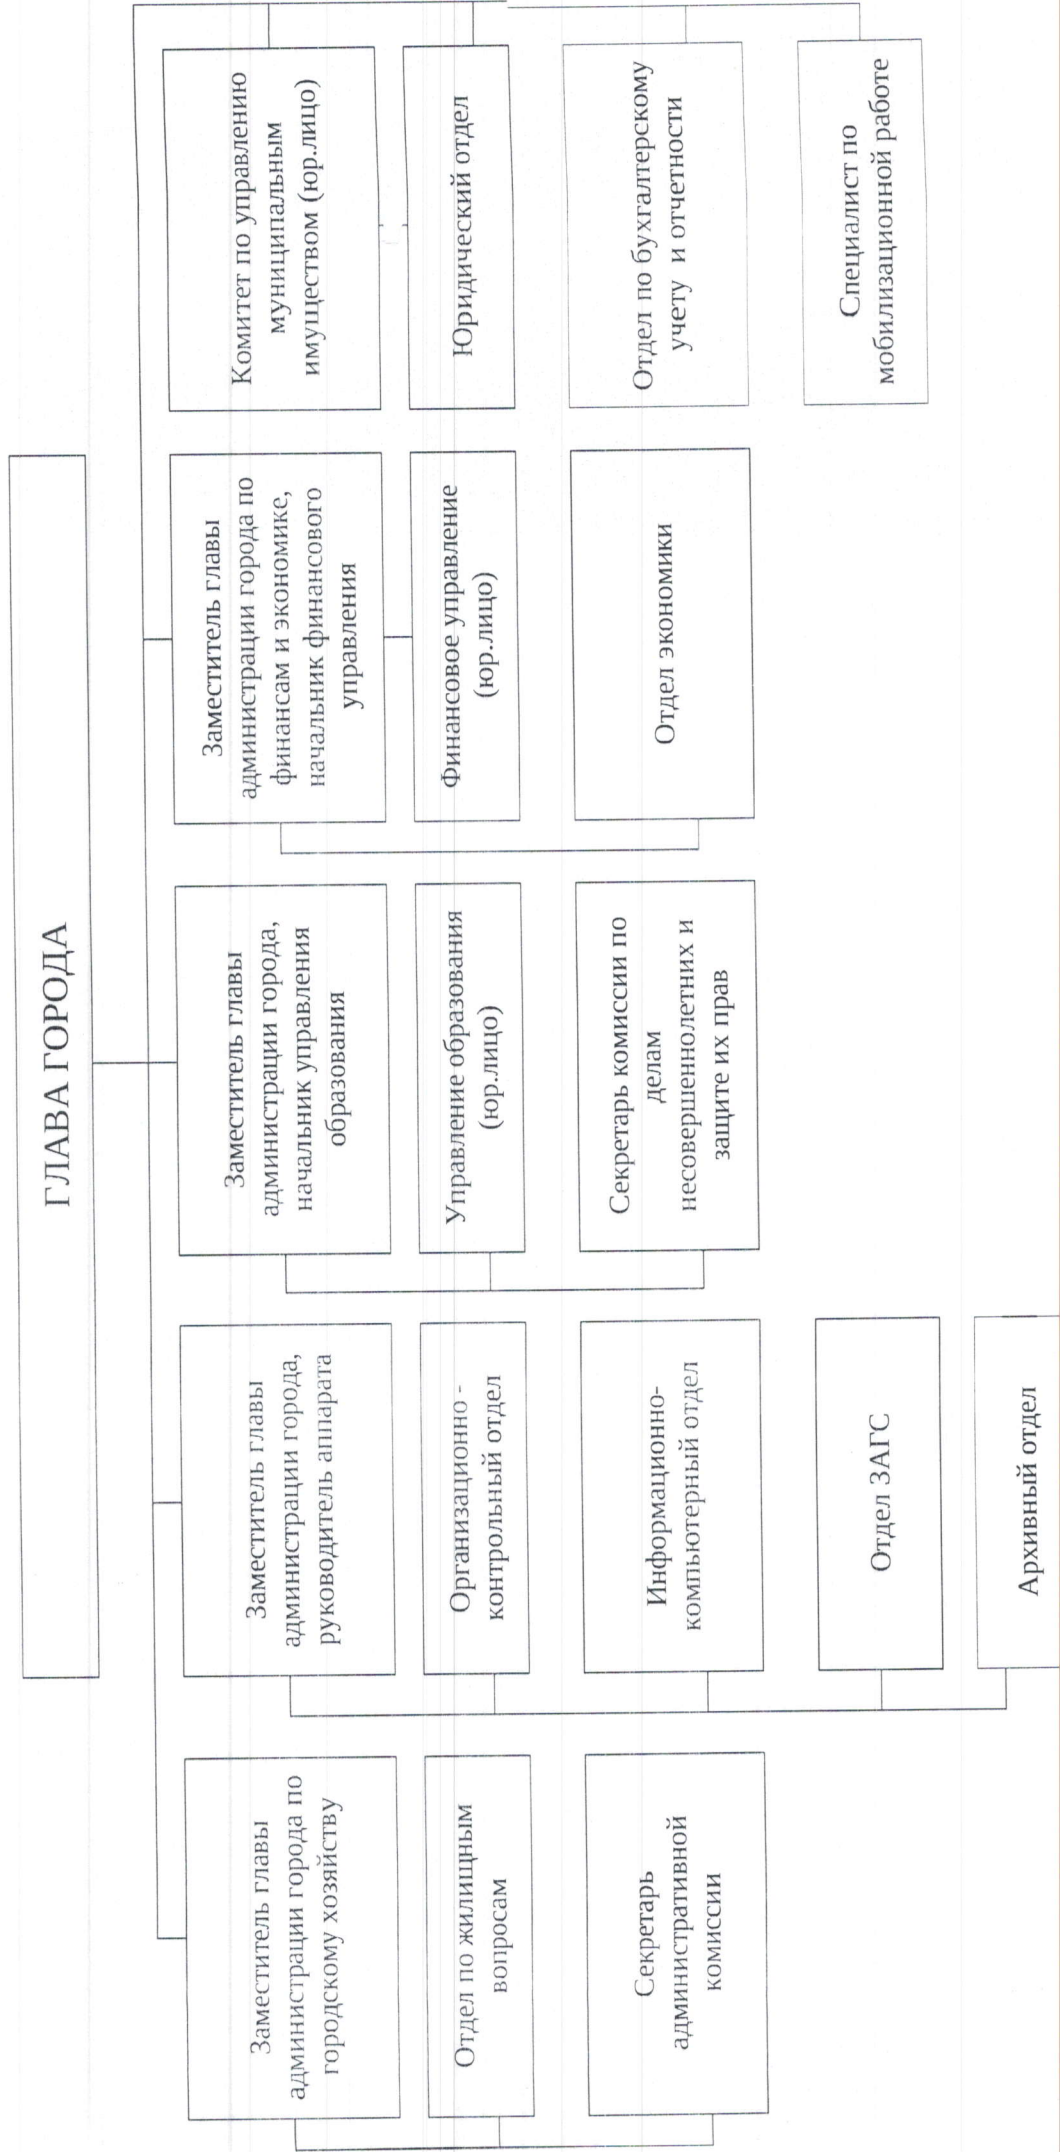 ГЛАВА ГОРОДА
Заместитель главы
администрации города по
городскому хозяйству
Отдел по жилищным
вопросам
Секретарь
административной
комиссии
Заместитель главы
администрации города,
руководитель аппарата
Организационно -
контрольный отдел
Информационно-
компьютерный отдел
Отдел ЗАГС
Архивный отдел
Заместитель главы
администрации города,
начальник управления
образования
Управление образования
(юр.лицо)
Секретарь комиссии по
делам
несовершеннолетних и
защите их прав
Заместитель главы
администрации города по
финансам и экономике,
начальник финансового
управления
Финансовое управление
(юр.лицо)
Отдел экономики
Комитет по управлению
муниципальным
имуществом (юр.лицо)
Юридический отдел
Отдел по бухгалтерскому
учету и отчетности
Специалист по
мобилизационной работе